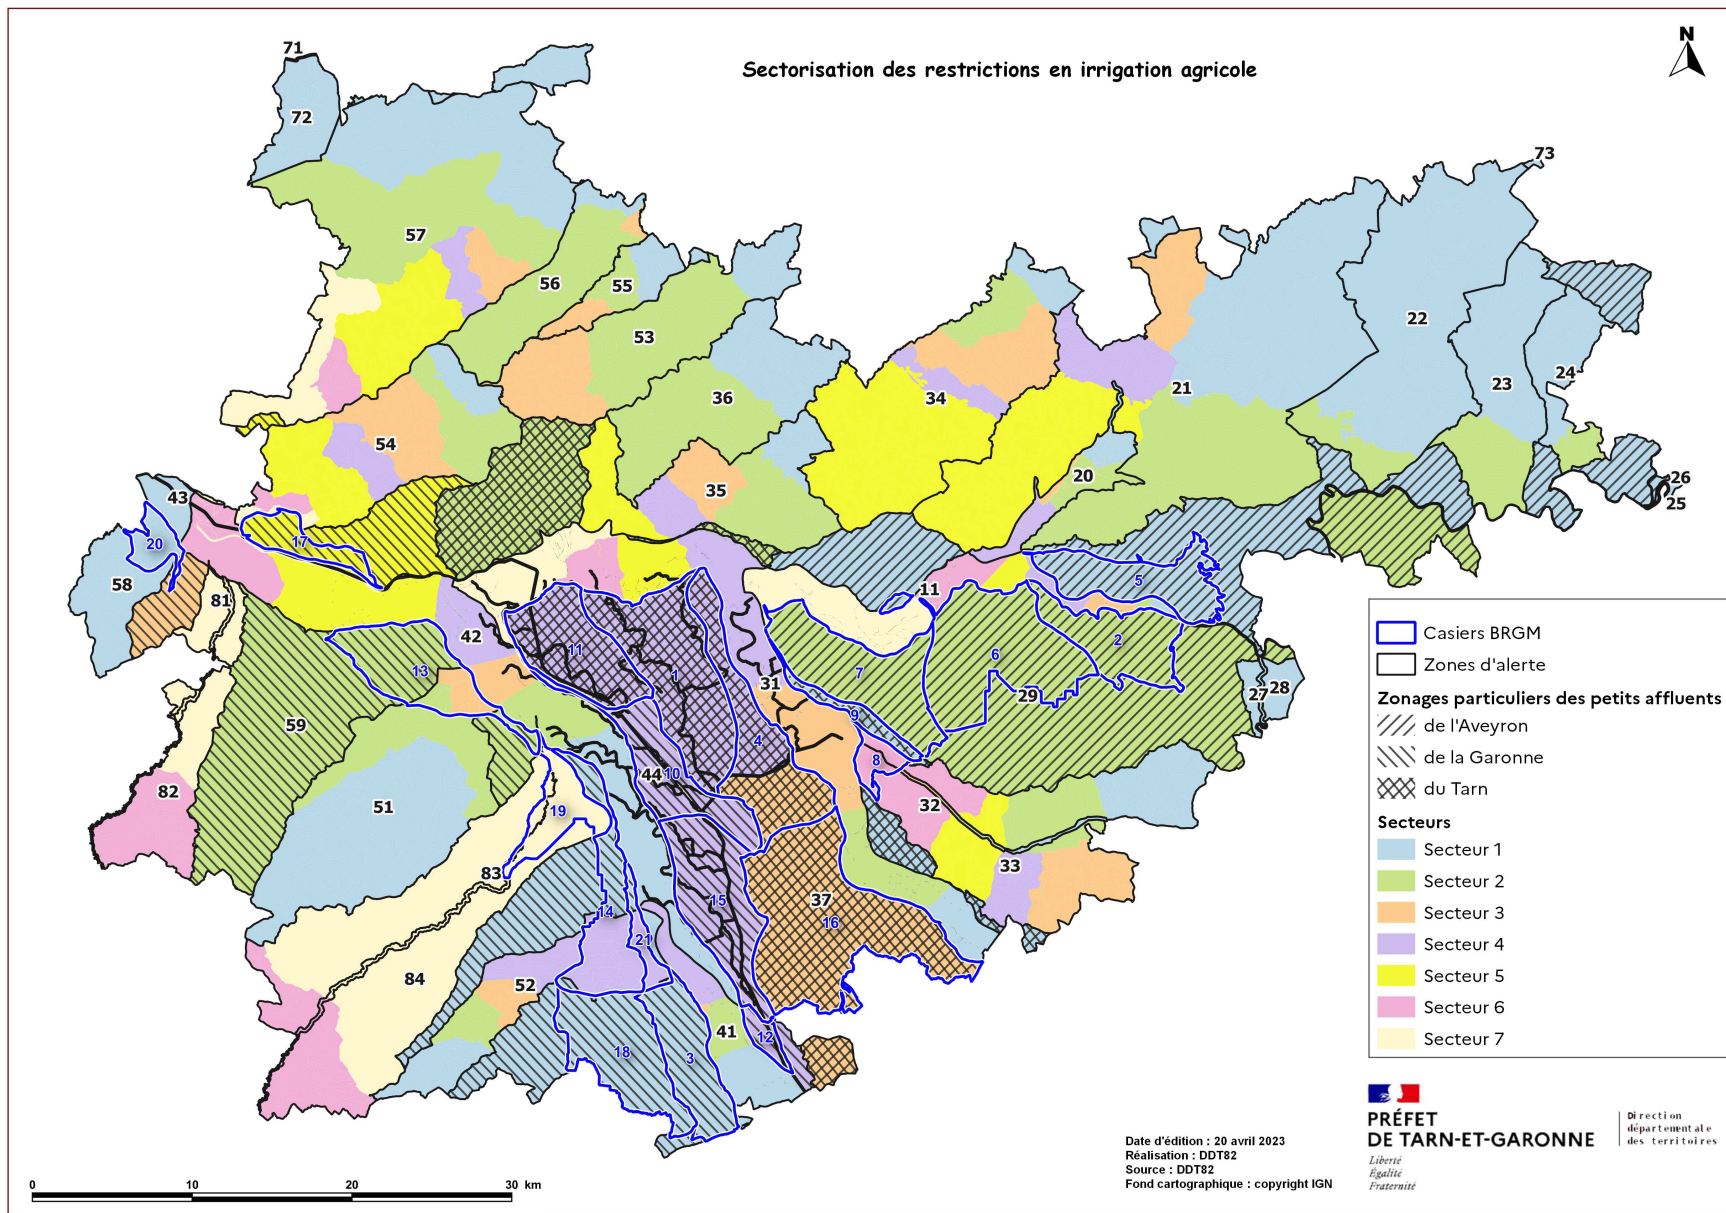 Sectorisation des restrictions en irrigation agricole
N
71
72
73
57
56
55
53
22
23
24
36
34
21
54
35
20
26
25
43
20
17
58
81
5
11
42
2
11
13
1
7
6
29
31
27
28
59
9
4
8
44
10
82
51
19
32
33
83
15
37
14
16
21
84
52
41
12
18
3
Casiers BRGM
Zones d'alerte
Zonages particuliers des petits affluents
de l'Aveyron
de la Garonne
du Tarn
Secteurs
Secteur 1
Secteur 2
Secteur 3
Secteur 4
Secteur 5
Secteur 6
Secteur 7
PRÉFET
DE TARN-ET-GARONNE
Liberté
Égalité
Fraternité
Direction
départementale
des territoires
Date d'édition : 20 avril 2023
Réalisation : DDT82
Source : DDT82
Fond cartographique : copyright IGN
0 10 20 30 km